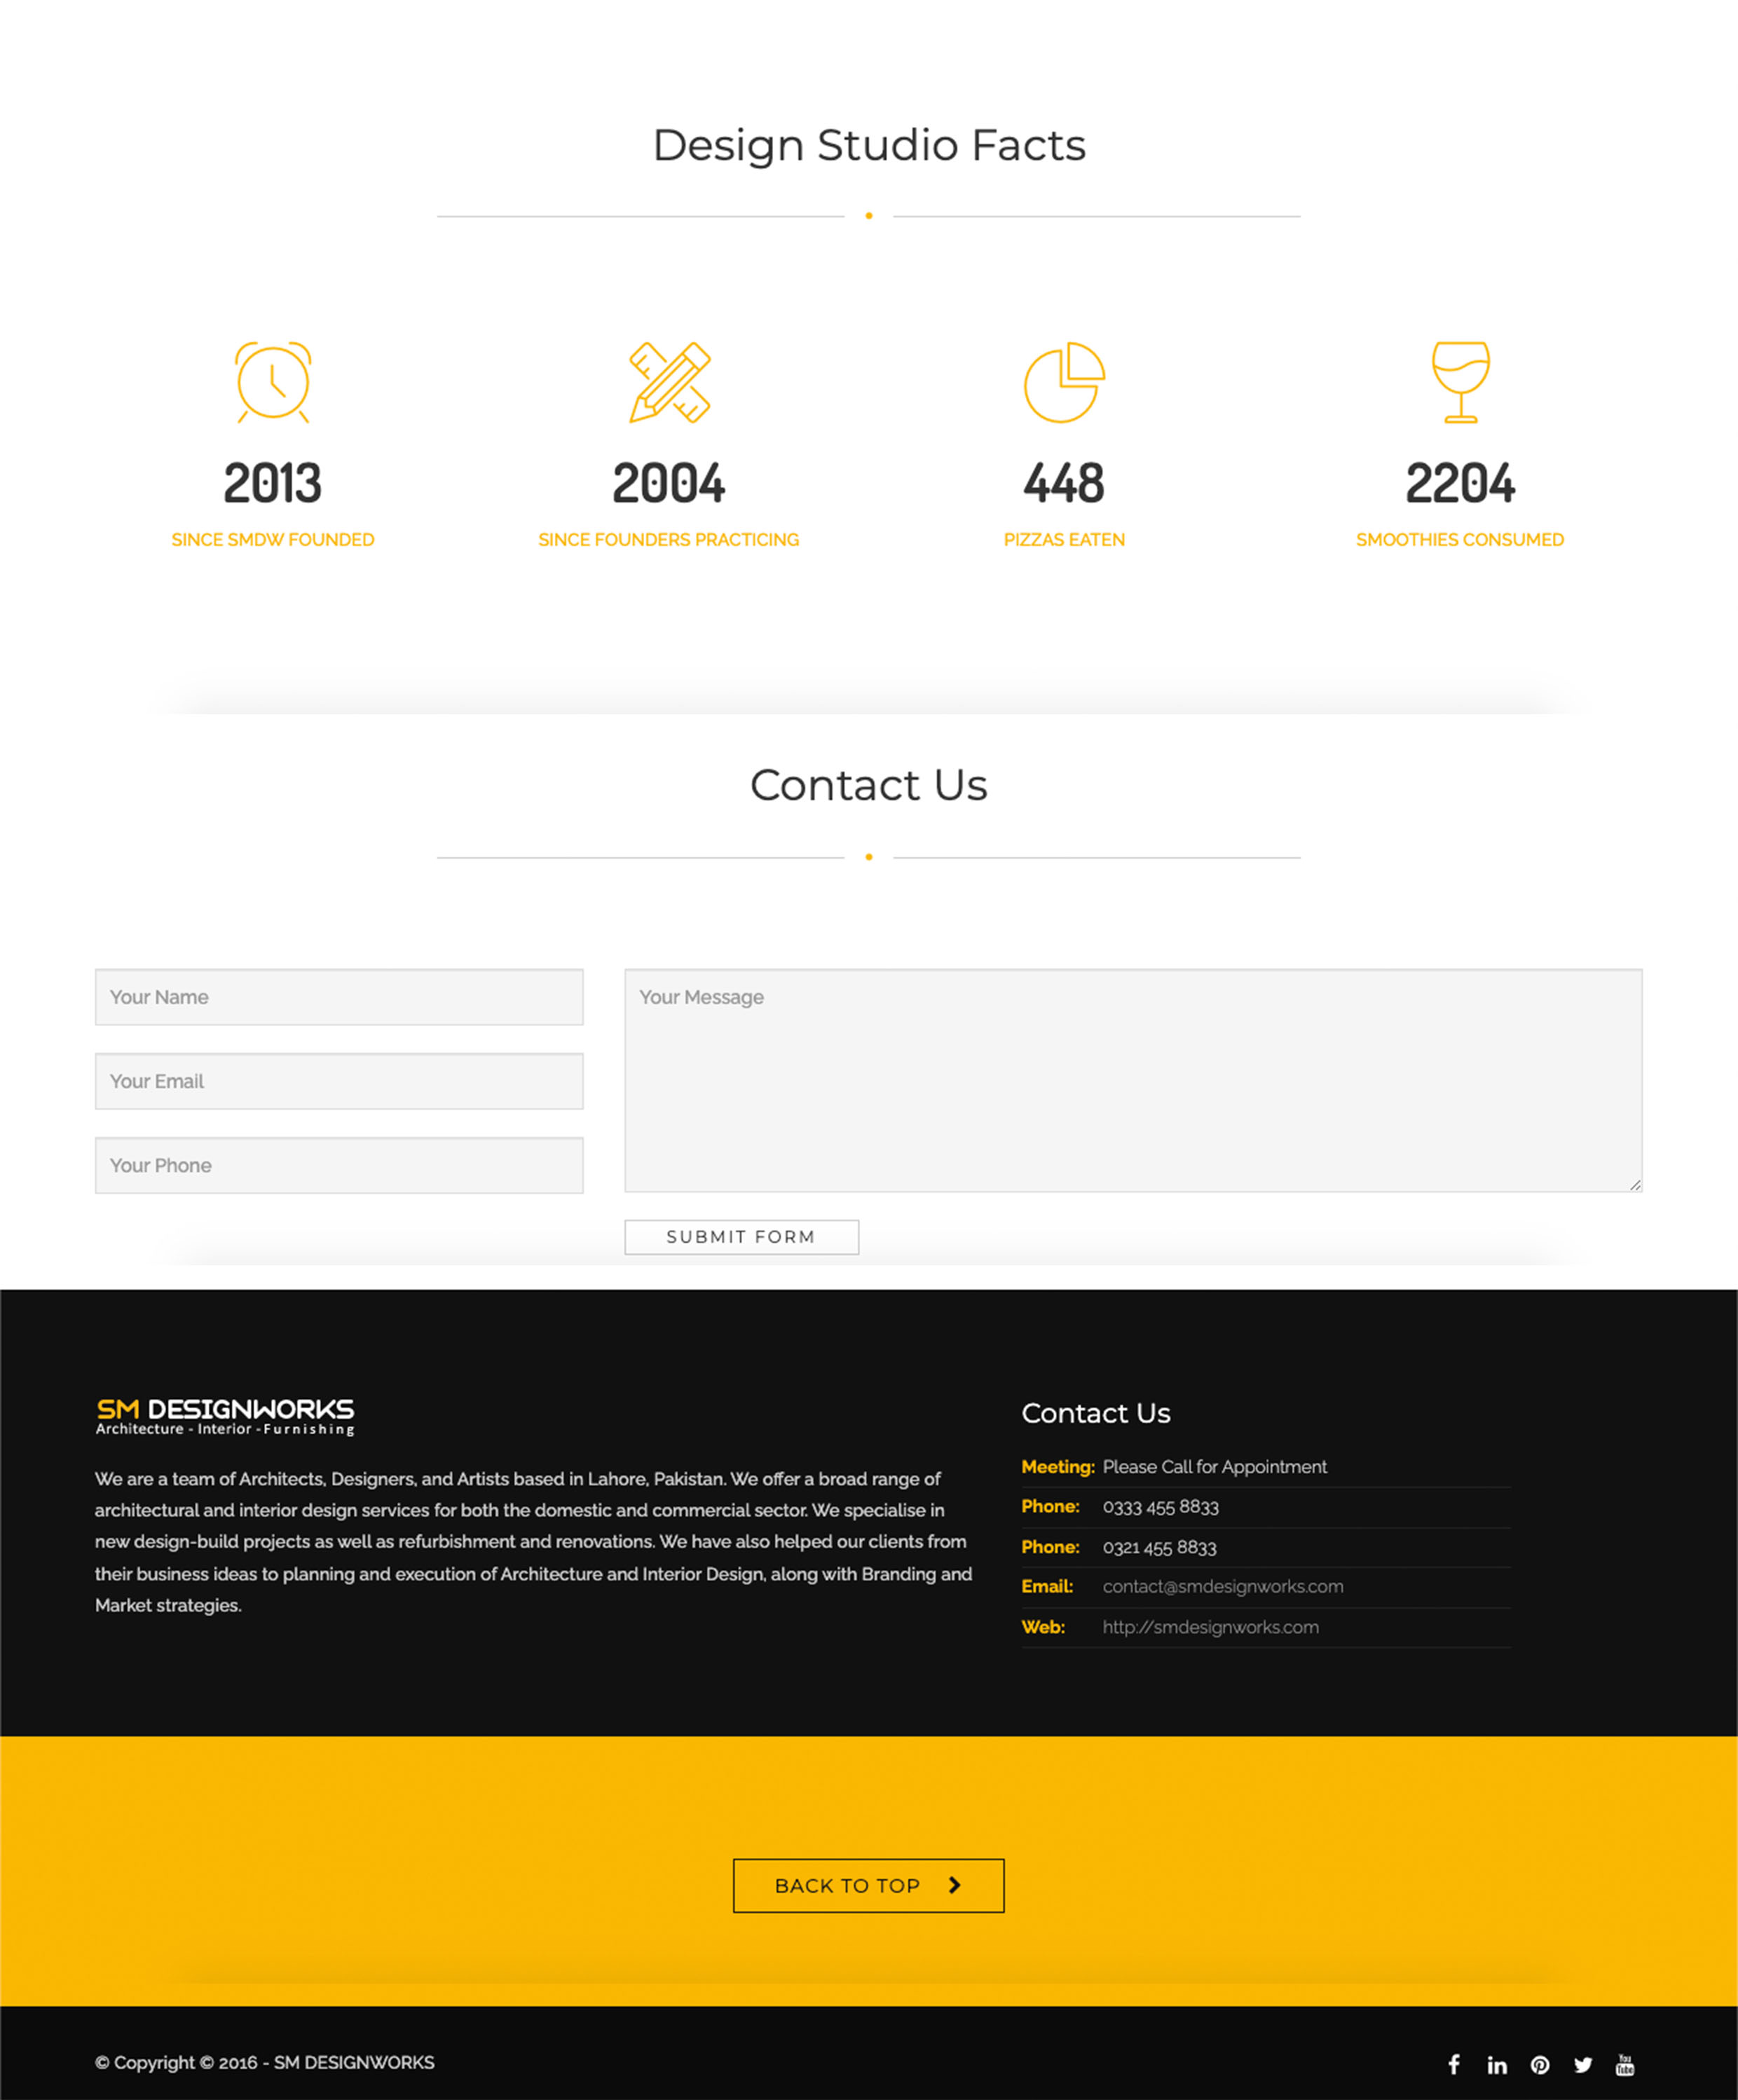 Design Studio Facts
2013
SINCE SMDW FOUNDED
2004
SINCE FOUNDERS PRACTICING
448
PIZZAS EATEN
2204
SMOOTHIES CONSUMED
Contact Us
Your Name
Your Email
Your Phone
Your Message
SUBMIT FORM
SM DESIGNWORKS
Architecture - Interior - Furnishing
We are a team of Architects, Designers, and Artists based in Lahore, Pakistan. We offer a broad range of
architectural and interior design services for both the domestic and commercial sector. We specialise in
new design-build projects as well as refurbishment and renovations. We have also helped our clients from
their business ideas to planning and execution of Architecture and Interior Design, along with Branding and
Market strategies.
Contact Us
Meeting: Please Call for Appointment
Phone: 0333 455 8833
Phone: 0321 455 8833
Email: contact@smdesignworks.com
Web: http://smdesignworks.com
BACK TO TOP
© Copyright © 2016 - SM DESIGNWORKS
You
Tube